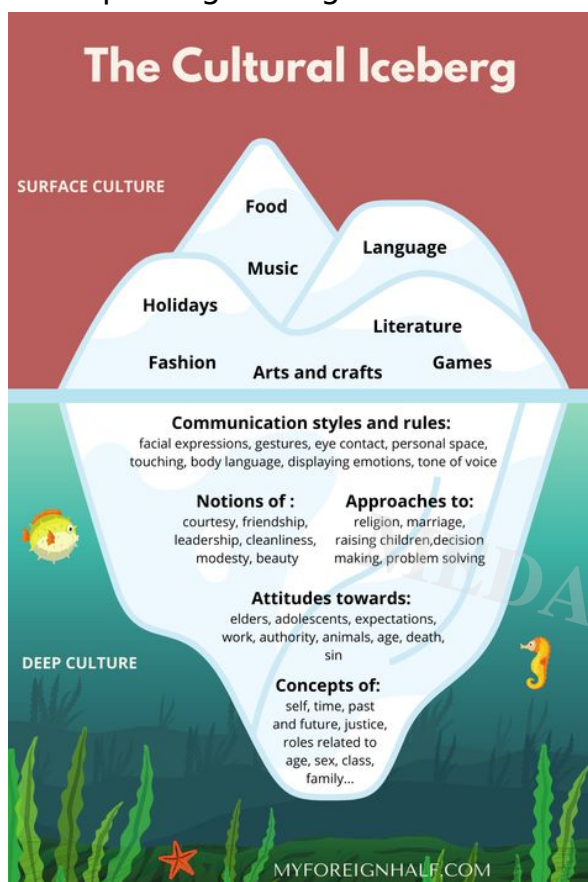 The Cultural Iceberg
SURFACE CULTURE
Food
Language
Music
Holidays
Literature
Fashion
Arts and crafts
Games
Communication styles and rules:
facial expressions, gestures, eye contact, personal space,
touching, body language, displaying emotions, tone of voice
Notions of :
courtesy, friendship,
leadership, cleanliness,
modesty, beauty
Approaches to:
religion, marriage,
raising children,decision
making, problem solving
Attitudes towards:
elders, adolescents, expectations,
work, authority, animals, age, death,
sin
DEEP CULTURE
Concepts of:
self, time, past
and future, justice,
roles related to
age, sex, class,
family...
MYFOREIGNHALF.COM